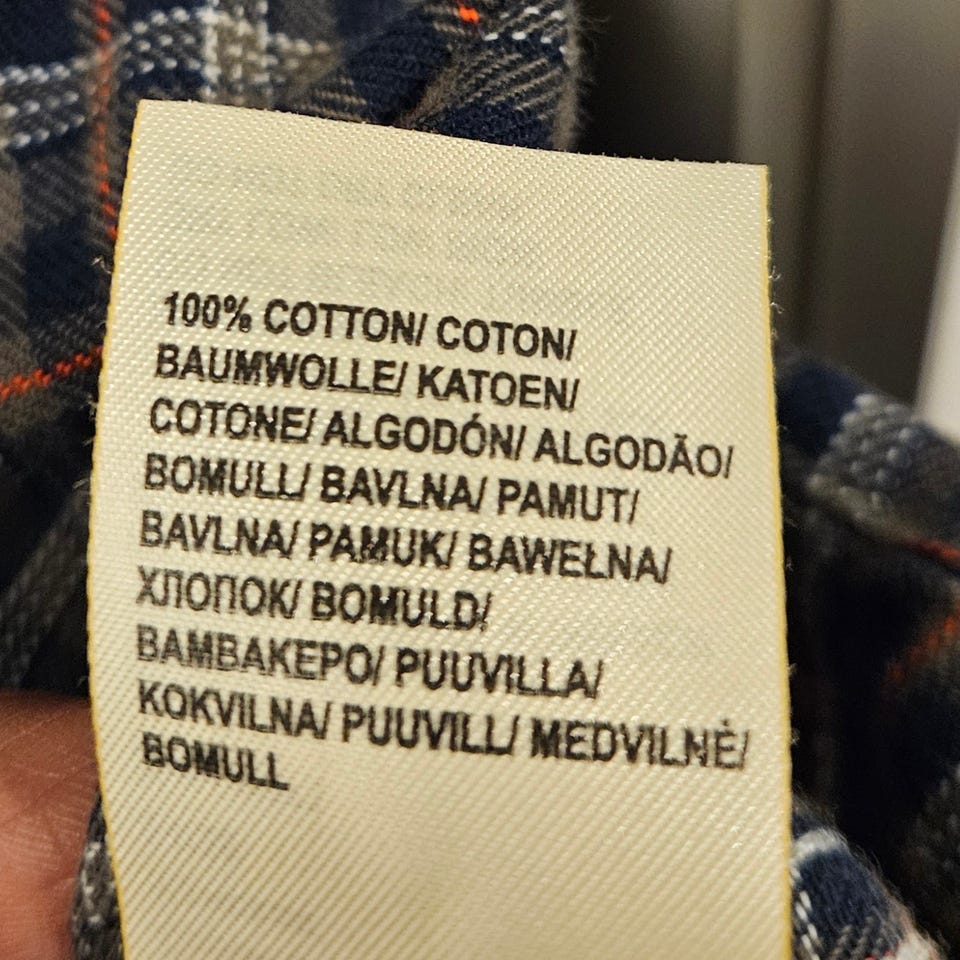 100% COTTON/ COTON/
BAUMWOLLE/ KATOEN/
COTONE/ ALGODÓN/ ALGODÃO/
BOMULL/ BAVLNA/ PAMUT/
BAVLNA/ PAMUK/ BAWEŁNA/
ХЛОПОК/ BOMULD/
ΒΑΜΒΑΚΕΡΟ/ PUUVILLA/
KOKVILNA/ PUUVILL/ MEDVILNĖ/
BOMULL